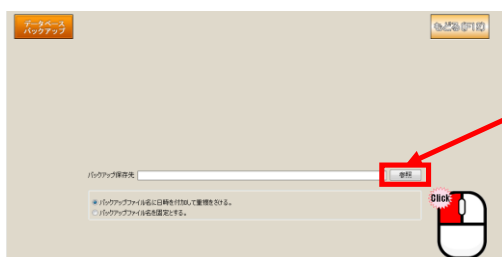 データベース
バックアップ
もどる(F10)
バックアップ保存先
参照
バックアップファイル名に日時を付加して重複をさける。
バックアップファイル名を固定とする。
Click